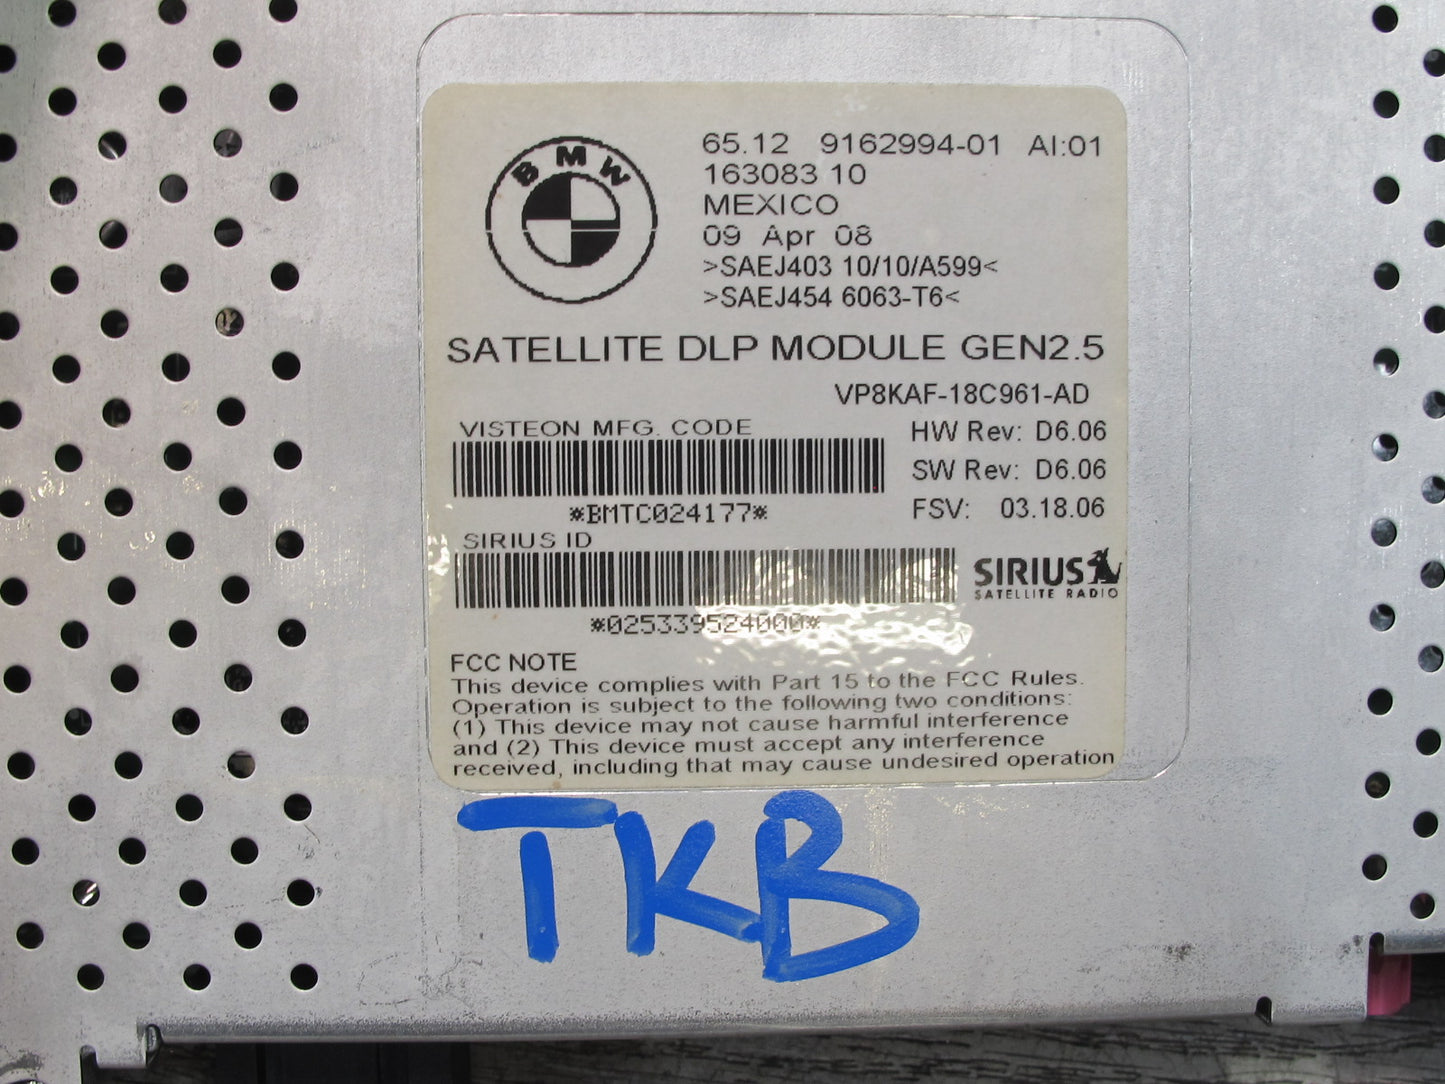 BMW
65.12 9162994-01 AI:01
163083 10
MEXICO
09 Apr 08
>SAEJ403 10/10/A599<
>SAEJ454 6063-T6<
SATELLITE DLP MODULE GEN2.5
VP8KAF-18C961-AD
VISTEON MFG. CODE
HW Rev: D6.06
SW Rev: D6.06
*BMTC024177*
FSV: 03.18.06
SIRIUS ID
SIRIUS
SATELLITE RADIO
*025339524000*
FCC NOTE
This device complies with Part 15 to the FCC Rules.
Operation is subject to the following two conditions:
(1) This device may not cause harmful interference
and (2) This device must accept any interference
received, including that may cause undesired operation
TKB